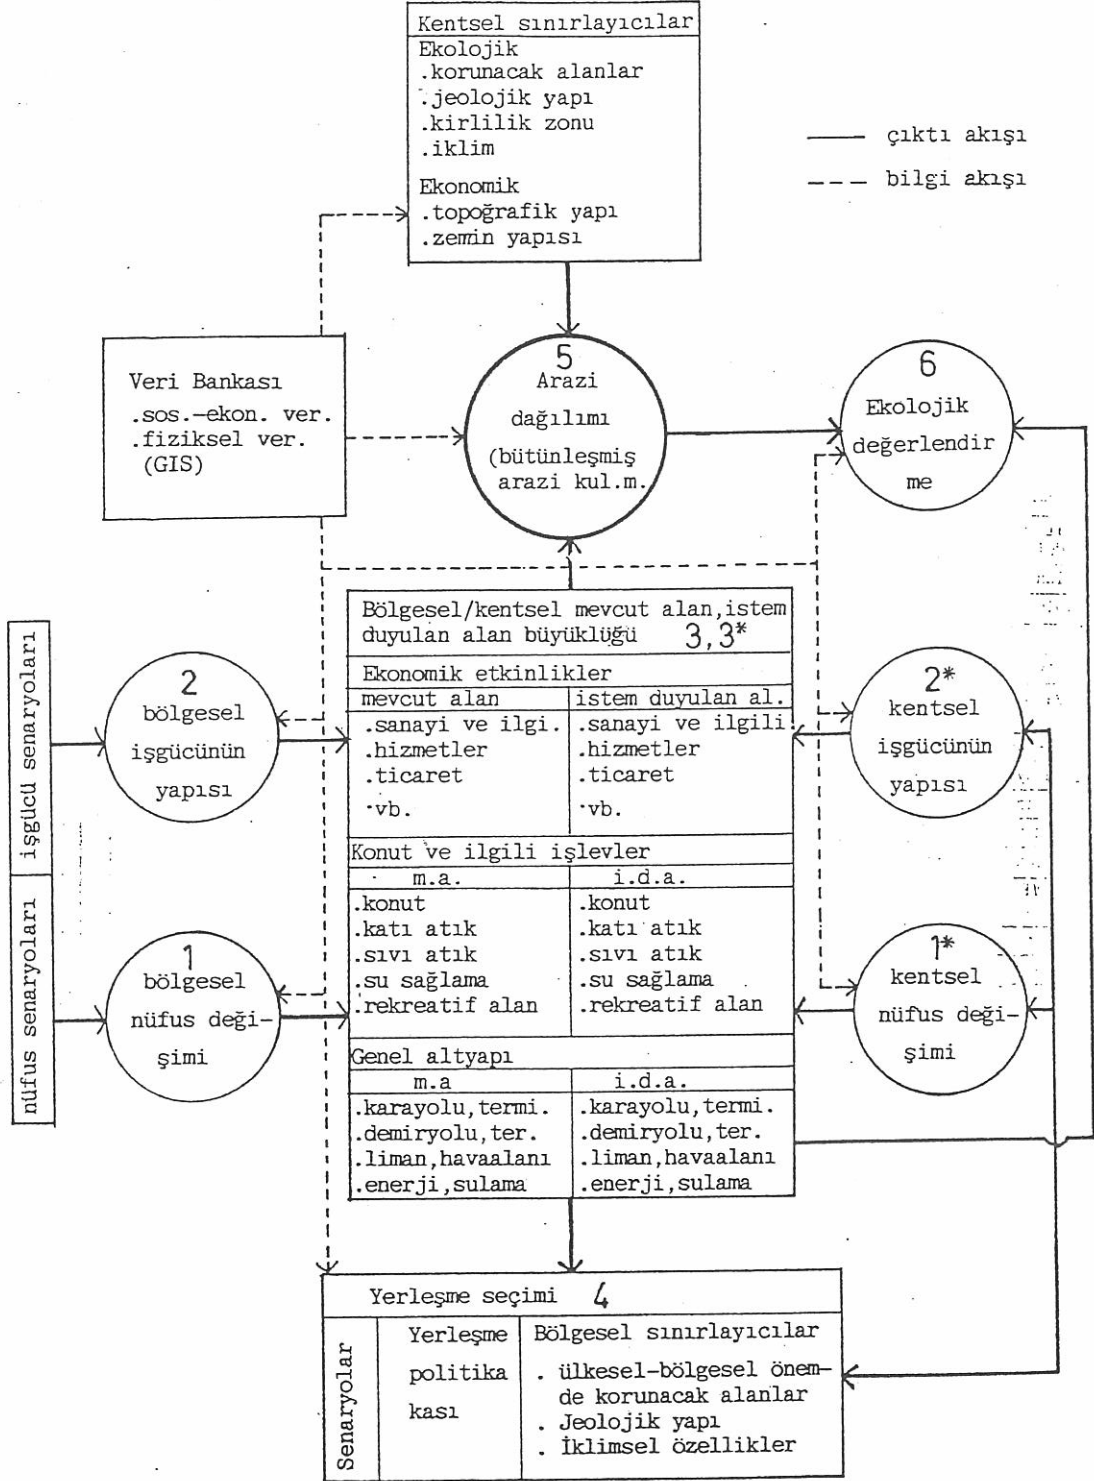 Kentsel sınırlayıcılar
Ekolojik
.korunacak alanlar
.jeolojik yapı
.kirlilik zonu
.iklim
Ekonomik
.topoğrafik yapı
.zemin yapısı
çıktı akışı
bilgi akışı
Veri Bankası
.sos.-ekon. ver.
.fiziksel ver.
(GIS)
5
Arazi
dağılımı
(bütünleşmiş
arazi kul.m.
6
Ekolojik
değerlendir
me
işgücü senaryoları
nüfus senaryoları
2
bölgesel
işgücünün
yapısı
1
bölgesel
nüfus deği-
şimi
Bölgesel/kentsel mevcut alan,istem
duyulan alan büyüklüğü 3,3*
Ekonomik etkinlikler
mevcut alan
.sanayi ve ilgi.
.hizmetler
.ticaret
.vb.
istem duyulan al.
.sanayi ve ilgili
.hizmetler
.ticaret
.vb.
Konut ve ilgili işlevler
m.a.
.konut
.katı atık
.sıvı atık
.su sağlama
.rekreatif alan
i.d.a.
.konut
.katı atık
.sıvı atık
.su sağlama
.rekreatif alan
Genel altyapı
m.a
.karayolu,termi.
.demiryolu,ter.
.liman,havaalanı
.enerji,sulama
i.d.a.
.karayolu,termi.
.demiryolu,ter.
.liman,havaalanı
.enerji,sulama
2*
kentsel
işgücünün
yapısı
1*
kentsel
nüfus deği-
şimi
Yerleşme seçimi 4
Senaryolar
Yerleşme
politika
kası
Bölgesel sınırlayıcılar
. ülkesel-bölgesel önem-
de korunacak alanlar
. Jeolojik yapı
. İklimsel özellikler